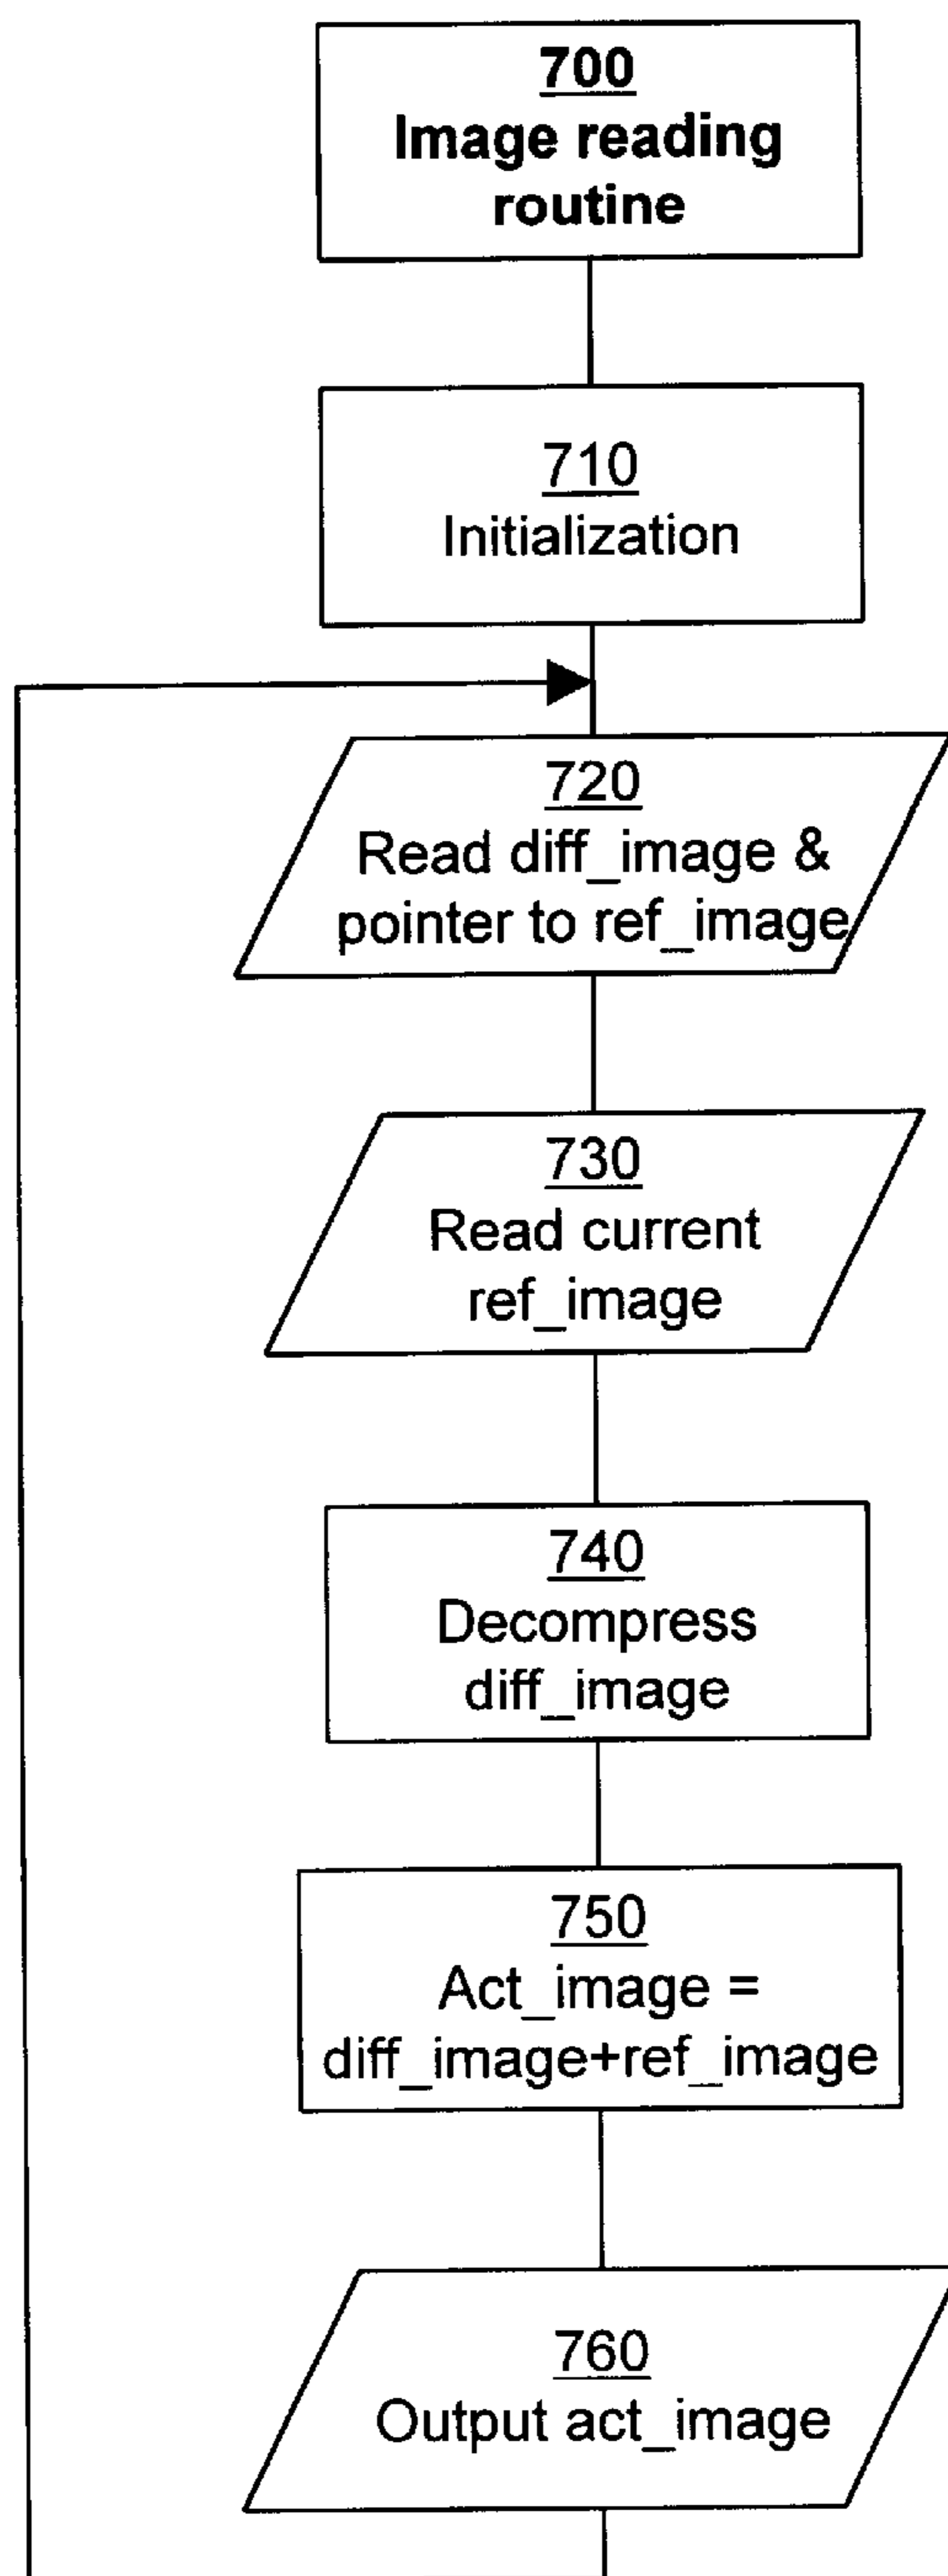 700
Image reading
routine
710
Initialization
720
Read diff_image &
pointer to ref_image
730
Read current
ref_image
740
Decompress
diff_image
750
Act_image =
diff_image+ref_image
760
Output act_image